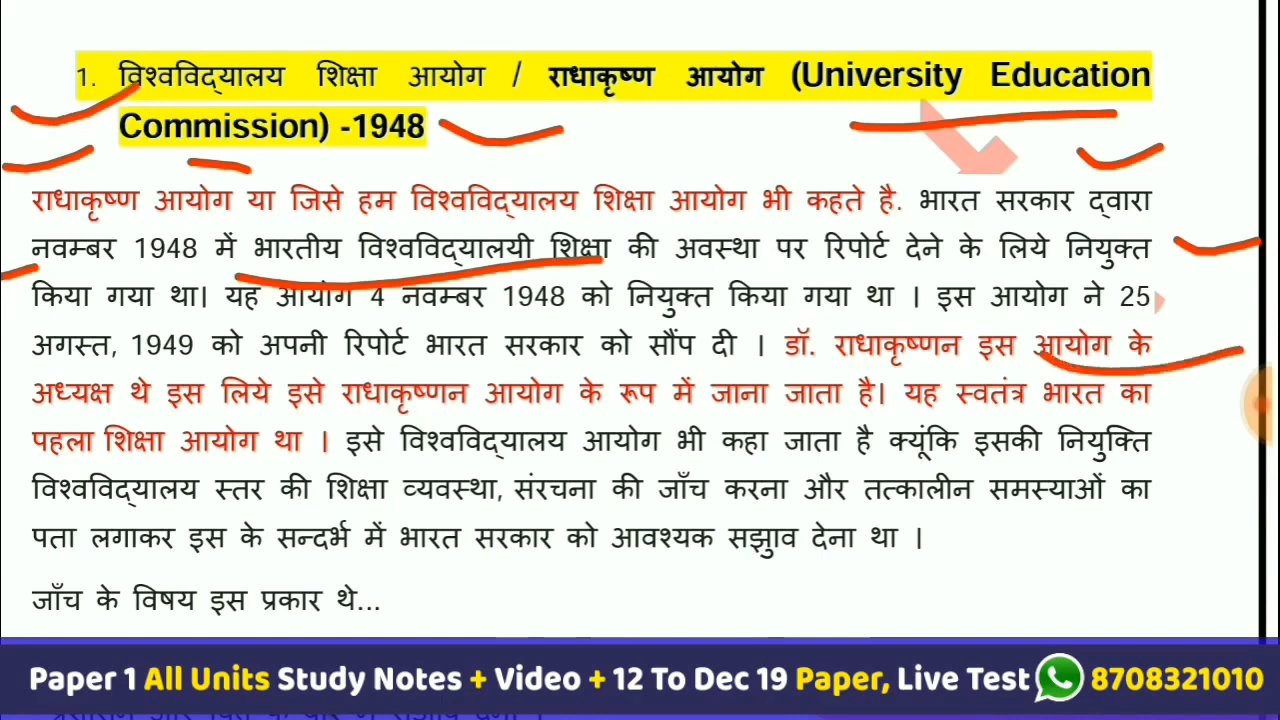 1. विश्वविद्यालय शिक्षा आयोग / राधाकृष्ण आयोग (University Education
Commission) -1948
राधाकृष्ण आयोग या जिसे हम विश्वविद्यालय शिक्षा आयोग भी कहते है. भारत सरकार द्वारा
नवम्बर 1948 में भारतीय विश्वविद्यालयी शिक्षा की अवस्था पर रिपोर्ट देने के लिये नियुक्त
किया गया था। यह आयोग 4 नवम्बर 1948 को नियुक्त किया गया था । इस आयोग ने 25
अगस्त, 1949 को अपनी रिपोर्ट भारत सरकार को सौंप दी । डॉ. राधाकृष्णन इस आयोग के
अध्यक्ष थे इस लिये इसे राधाकृष्णन आयोग के रूप में जाना जाता है। यह स्वतंत्र भारत का
पहला शिक्षा आयोग था । इसे विश्वविद्यालय आयोग भी कहा जाता है क्यूंकि इसकी नियुक्ति
विश्वविद्यालय स्तर की शिक्षा व्यवस्था, संरचना की जाँच करना और तत्कालीन समस्याओं का
पता लगाकर इस के सन्दर्भ में भारत सरकार को आवश्यक सझुाव देना था ।
जाँच के विषय इस प्रकार थे...
Paper 1 All Units Study Notes + Video + 12 To Dec 19 Paper, Live Test 8708321010